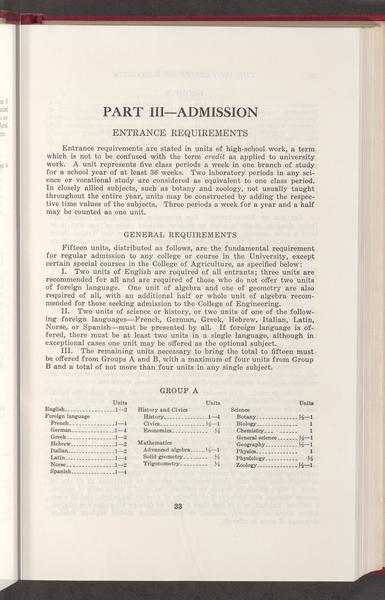 PART III—ADMISSION
ENTRANCE REQUIREMENTS
Entrance requirements are stated in units of high-school work, a term
which is not to be confused with the term credit as applied to university
work. A unit represents five class periods a week in one branch of study
for a school year of at least 36 weeks. Two laboratory periods in any sci-
ence or vocational study are considered as equivalent to one class period.
In closely allied subjects, such as botany and zoology, not usually taught
throughout the entire year, units may be constructed by adding the respec-
tive time values of the subjects. Three periods a week for a year and a half
may be counted as one unit.
GENERAL REQUIREMENTS
Fifteen units, distributed as follows, are the fundamental requirement
for regular admission to any college or course in the University, except
certain special courses in the College of Agriculture, as specified below:
I. Two units of English are required of all entrants; three units are
recommended for all and are required of those who do not offer two units
of foreign language. One unit of algebra and one of geometry are also
required of all, with an additional half or whole unit of algebra recom-
mended for those seeking admission to the College of Engineering.
II. Two units of science or history, or two units of one of the follow-
ing foreign languages—French, German, Greek, Hebrew, Italian, Latin,
Norse, or Spanish—must be presented by all. If foreign language is of-
fered, there must be at least two units in a single language, although in
exceptional cases one unit may be offered as the optional subject.
III. The remaining units necessary to bring the total to fifteen must
be offered from Groups A and B, with a maximum of four units from Group
B and a total of not more than four units in any single subject.
GROUP A
Units
English 1—2
Foreign language
French 1—4
German 1—4
Greek 1—2
Hebrew 1—2
Italian 1—2
Latin 1—4
Norse 1—2
Spanish 1—4
Units
History and Civics
History 1—4
Civics ½—1
Economics ½
Mathematics
Advanced algebra ½—1
Solid geometry ½
Trigonometry ½
Units
Science
Botany ½—1
Biology 1
Chemistry 1
General science ½—1
Geography ½—1
Physics 1
Physiology ½
Zoology ½—1
33